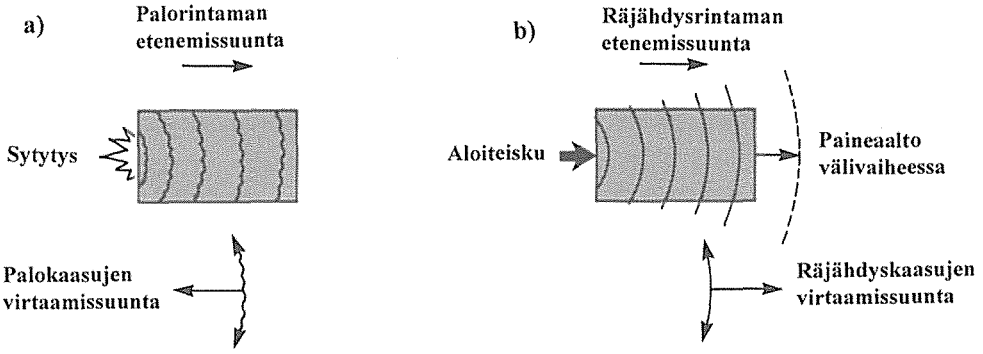 a)
Palorintaman
etenemissuunta
Sytytys
Palokaasujen
virtaamissuunta
b)
Räjähdysrintaman
etenemissuunta
Aloiteisku
Paineaalto
välivaiheessa
Räjähdyskaasujen
virtaamissuunta